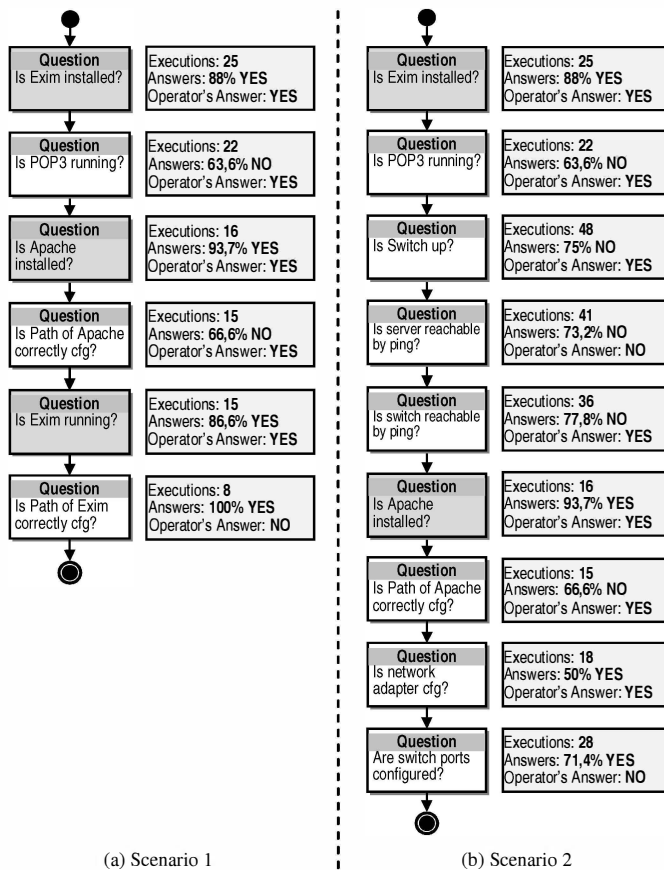 Question
Is Exim installed?
Executions: 25
Answers: 88% YES
Operator's Answer: YES
Question
Is POP3 running?
Executions: 22
Answers: 63,6% NO
Operator's Answer: YES
Question
Is Apache
installed?
Executions: 16
Answers: 93,7% YES
Operator's Answer: YES
Question
Is Path of Apache
correctly cfg?
Executions: 15
Answers: 66,6% NO
Operator's Answer: YES
Question
Is Exim running?
Executions: 15
Answers: 86,6% YES
Operator's Answer: YES
Question
Is Path of Exim
correctly cfg?
Executions: 8
Answers: 100% YES
Operator's Answer: NO
(a) Scenario 1
Question
Is Exim installed?
Executions: 25
Answers: 88% YES
Operator's Answer: YES
Question
Is POP3 running?
Executions: 22
Answers: 63,6% NO
Operator's Answer: YES
Question
Is Switch up?
Executions: 48
Answers: 75% NO
Operator's Answer: YES
Question
Is server reachable
by ping?
Executions: 41
Answers: 73,2% NO
Operator's Answer: NO
Question
Is switch reachable
by ping?
Executions: 36
Answers: 77,8% NO
Operator's Answer: YES
Question
Is Apache
installed?
Executions: 16
Answers: 93,7% YES
Operator's Answer: YES
Question
Is Path of Apache
correctly cfg?
Executions: 15
Answers: 66,6% NO
Operator's Answer: YES
Question
Is network
adapter cfg?
Executions: 18
Answers: 50% YES
Operator's Answer: YES
Question
Are switch ports
configured?
Executions: 28
Answers: 71,4% YES
Operator's Answer: NO
(b) Scenario 2